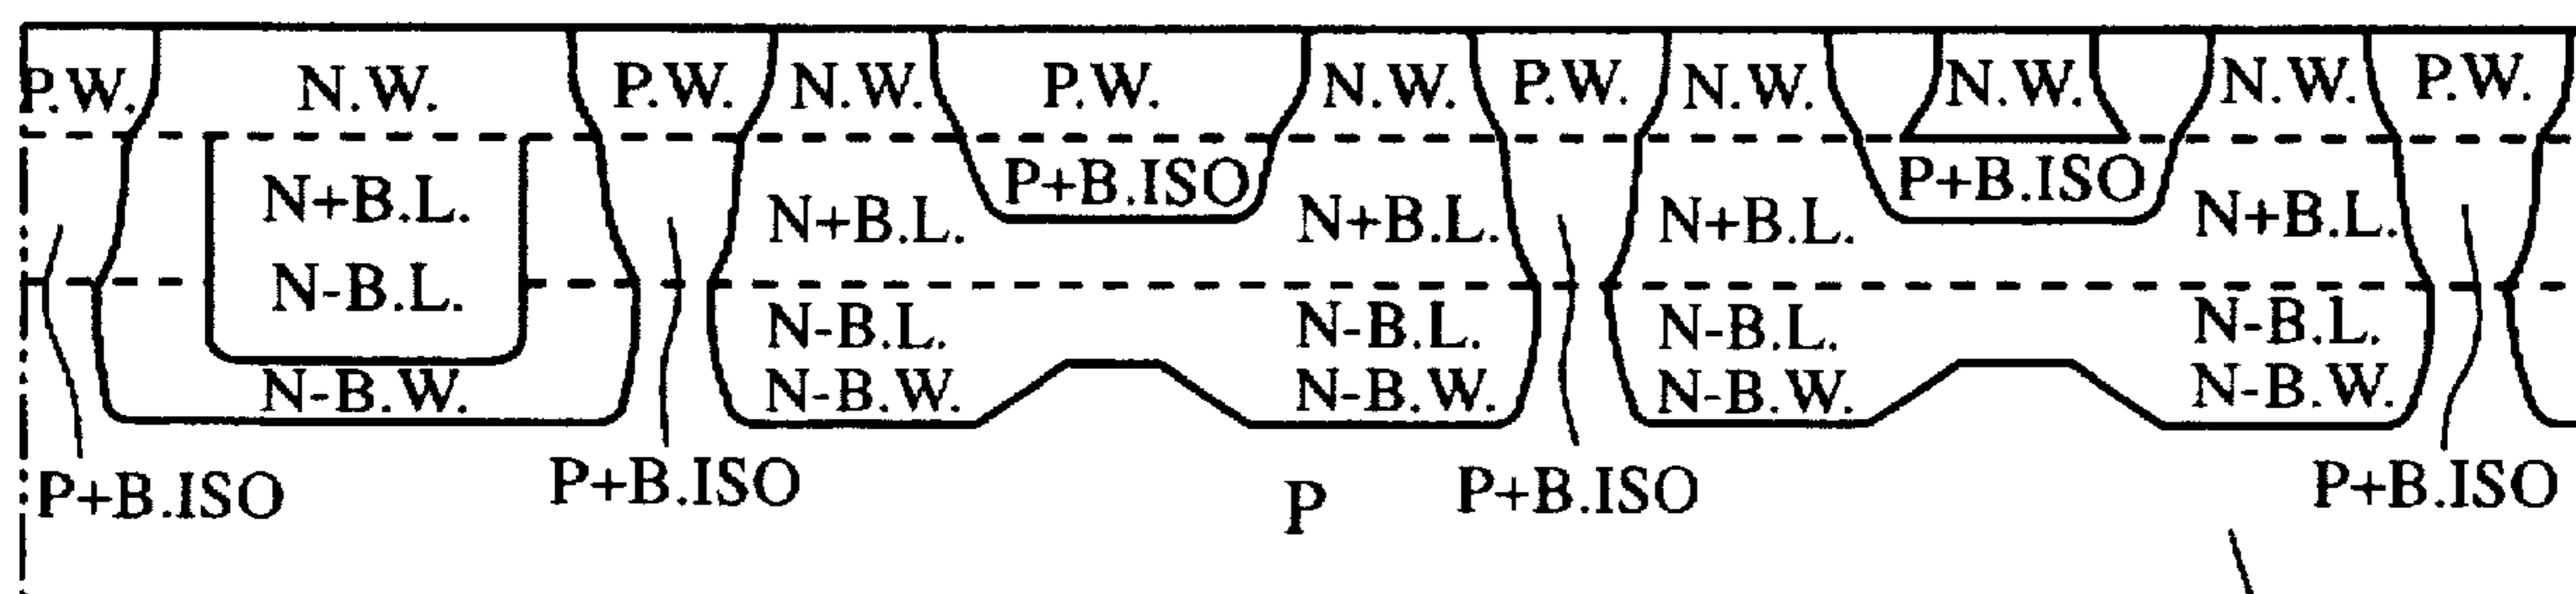 P.W. N.W. P.W. N.W. P.W. N.W. P.W. N.W. N.W. N.W. P.W.
P+B.ISO P+B.ISO
N+B.L. N+B.L. N+B.L. N+B.L. N+B.L.
N-B.L. N-B.L. N-B.L. N-B.L. N-B.L.
N-B.W. N-B.W. N-B.W. N-B.W. N-B.W.
P+B.ISO P+B.ISO P P+B.ISO P+B.ISO